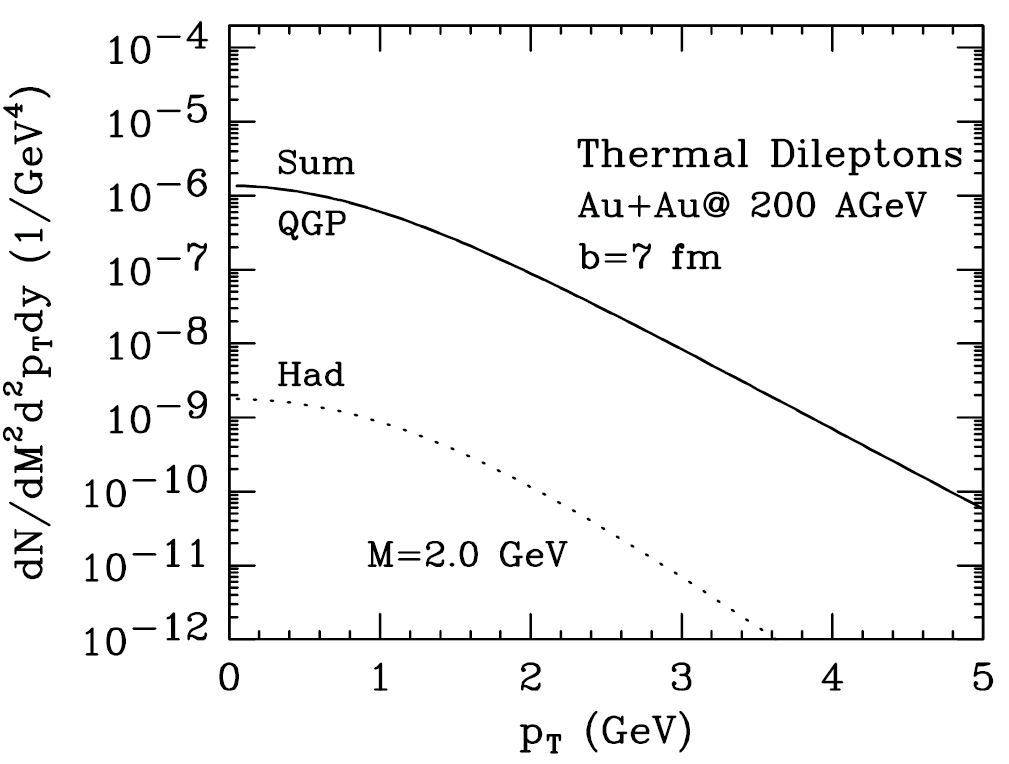 dN/dM²d²p_Tdy (1/GeV⁴)
10⁻⁴
10⁻⁵
10⁻⁶
10⁻⁷
10⁻⁸
10⁻⁹
10⁻¹⁰
10⁻¹¹
10⁻¹²
Thermal Dileptons
Au+Au@ 200 AGeV
b=7 fm
Sum
QGP
Had
M=2.0 GeV
0 1 2 3 4 5
p_T (GeV)